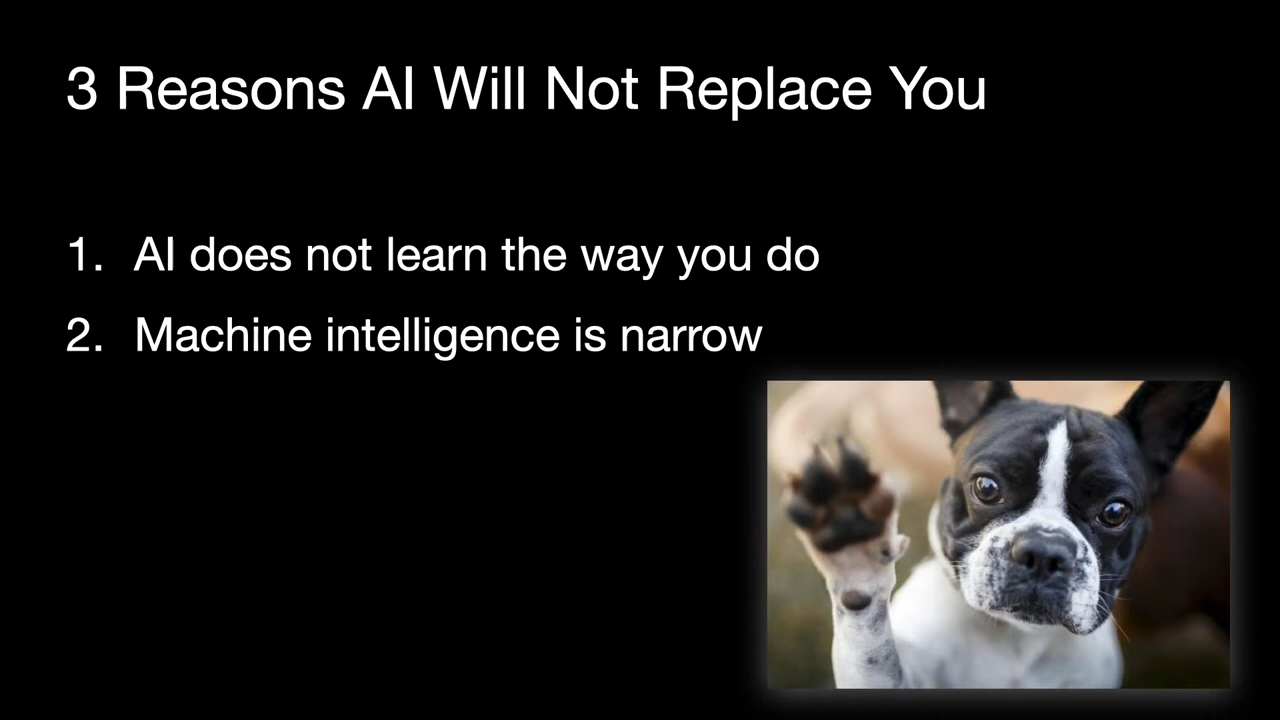 3 Reasons AI Will Not Replace You
1. AI does not learn the way you do
2. Machine intelligence is narrow